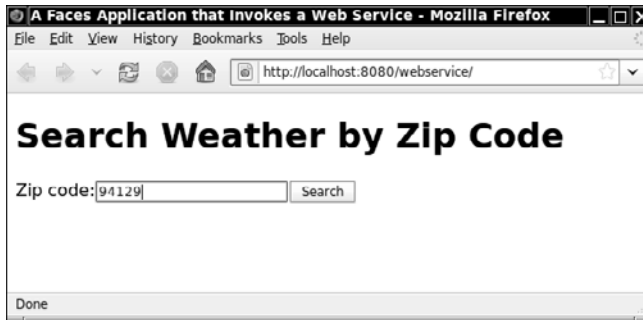 A Faces Application that Invokes a Web Service - Mozilla Firefox
File Edit View History Bookmarks Tools Help
http://localhost:8080/webservice/
Search Weather by Zip Code
Zip code: 94129 Search
Done